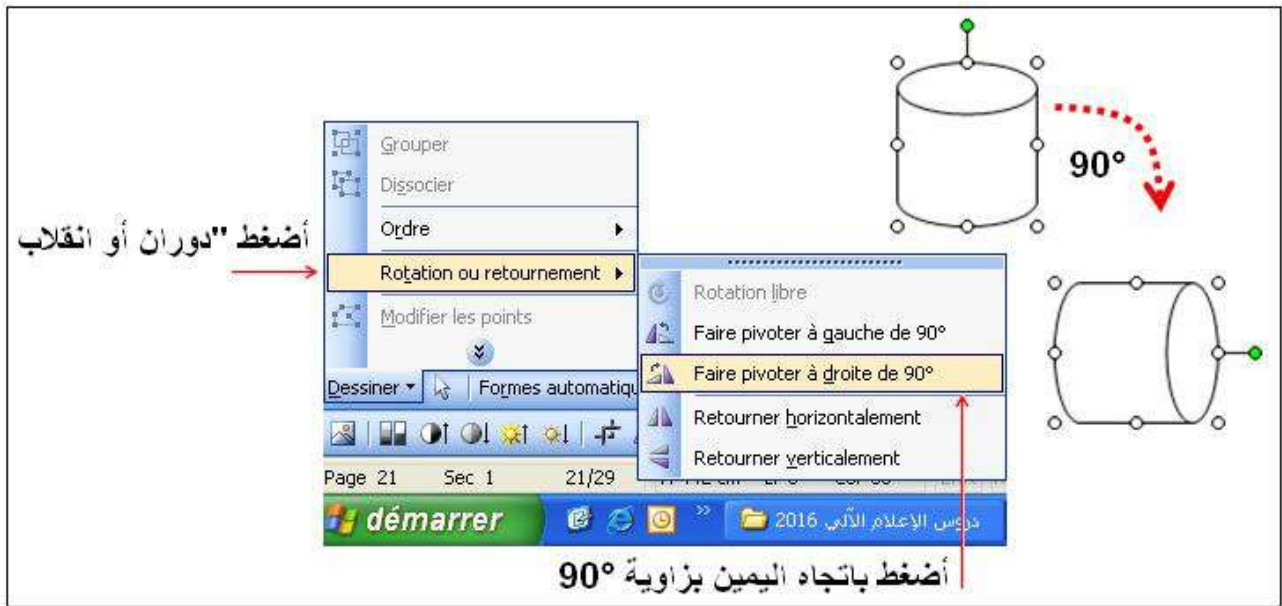 90°
Grouper
Dissocier
Ordre
أضغط "دوران أو انقلاب
Rotation ou retournement
Modifier les points
Rotation libre
Faire pivoter à gauche de 90°
Faire pivoter à droite de 90°
Retourner horizontalement
Retourner verticalement
Dessiner
Formes automatiqu
Page 21 Sec 1 21/29
démarrer
دروس الإعلام الآلي 2016
أضغط باتجاه اليمين بزاوية 90°